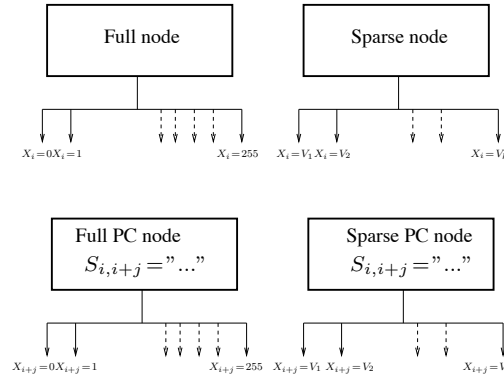 Full node
Sparse node
X_i=0 X_i=1 X_i=255
X_i=V_1 X_i=V_2
Full PC node
S_{i,i+j}="..."
Sparse PC node
S_{i,i+j}="..."
X_{i+j}=0 X_{i+j}=1 X_{i+j}=255
X_{i+j}=V_1 X_{i+j}=V_2